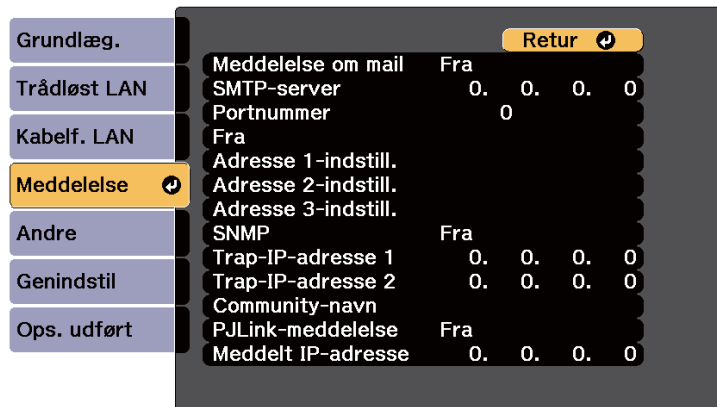 Grundlæg.
Trådløst LAN
Kabelf. LAN
Meddelelse
Andre
Genindstil
Ops. udført
Retur
Meddelelse om mail Fra
SMTP-server 0. 0. 0. 0
Portnummer 0
Fra
Adresse 1-indstill.
Adresse 2-indstill.
Adresse 3-indstill.
SNMP Fra
Trap-IP-adresse 1 0. 0. 0. 0
Trap-IP-adresse 2 0. 0. 0. 0
Community-navn
PJLink-meddelelse Fra
Meddelt IP-adresse 0. 0. 0. 0